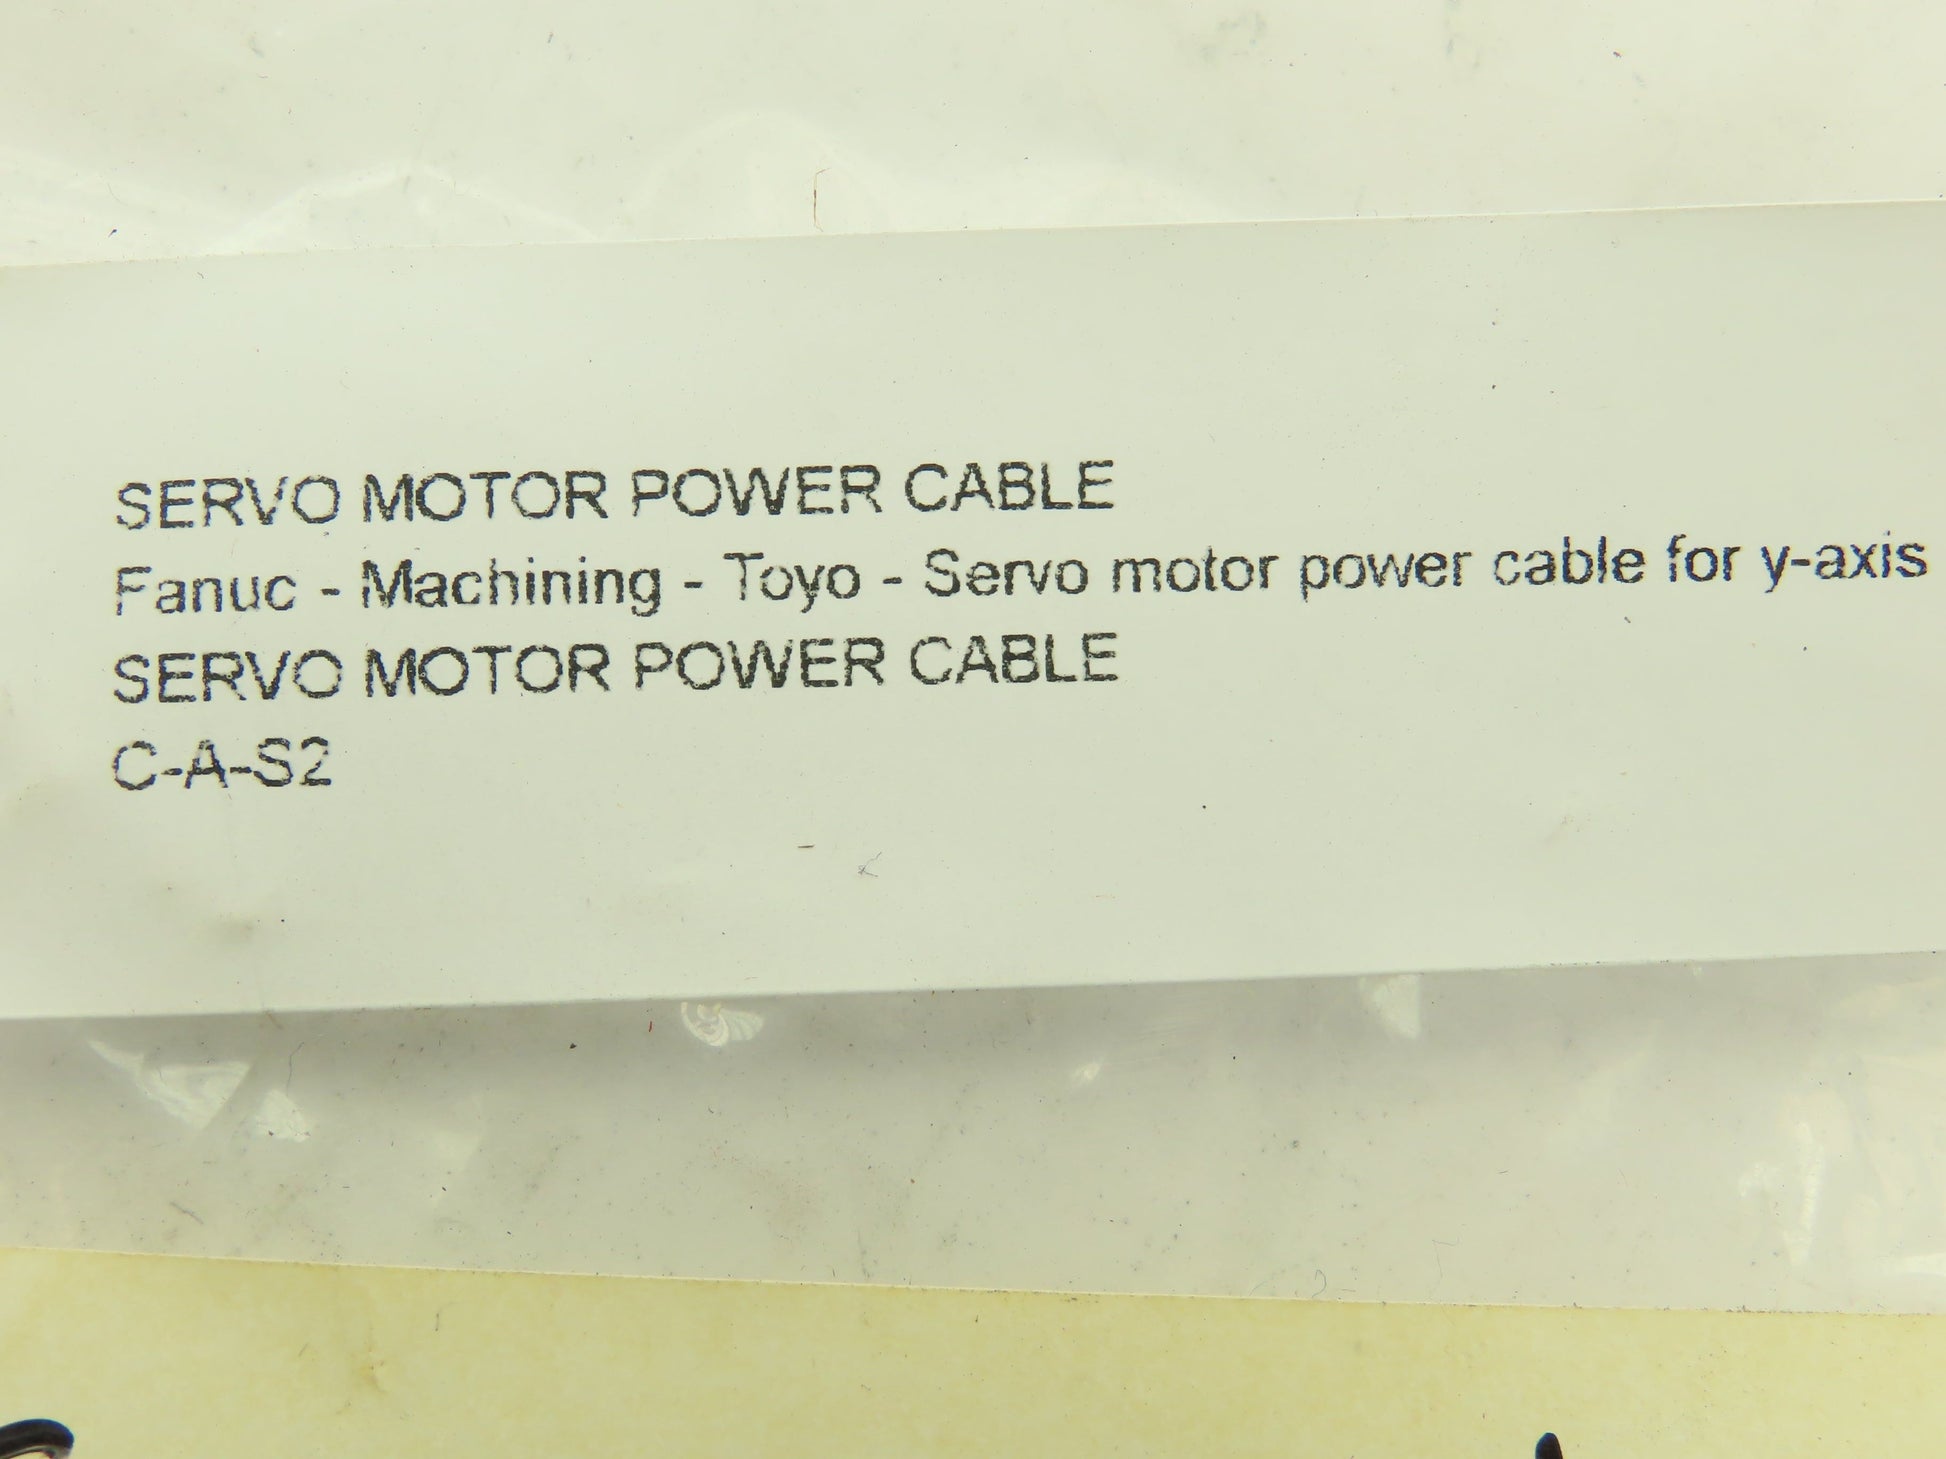 SERVO MOTOR POWER CABLE
Fanuc - Machining - Toyo - Servo motor power cable for y-axis
SERVO MOTOR POWER CABLE
C-A-S2